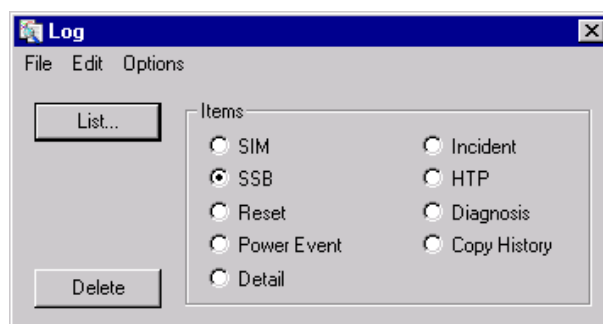 Log
File Edit Options
List...
Items
SIM
Incident
SSB
HTP
Reset
Diagnosis
Power Event
Copy History
Detail
Delete